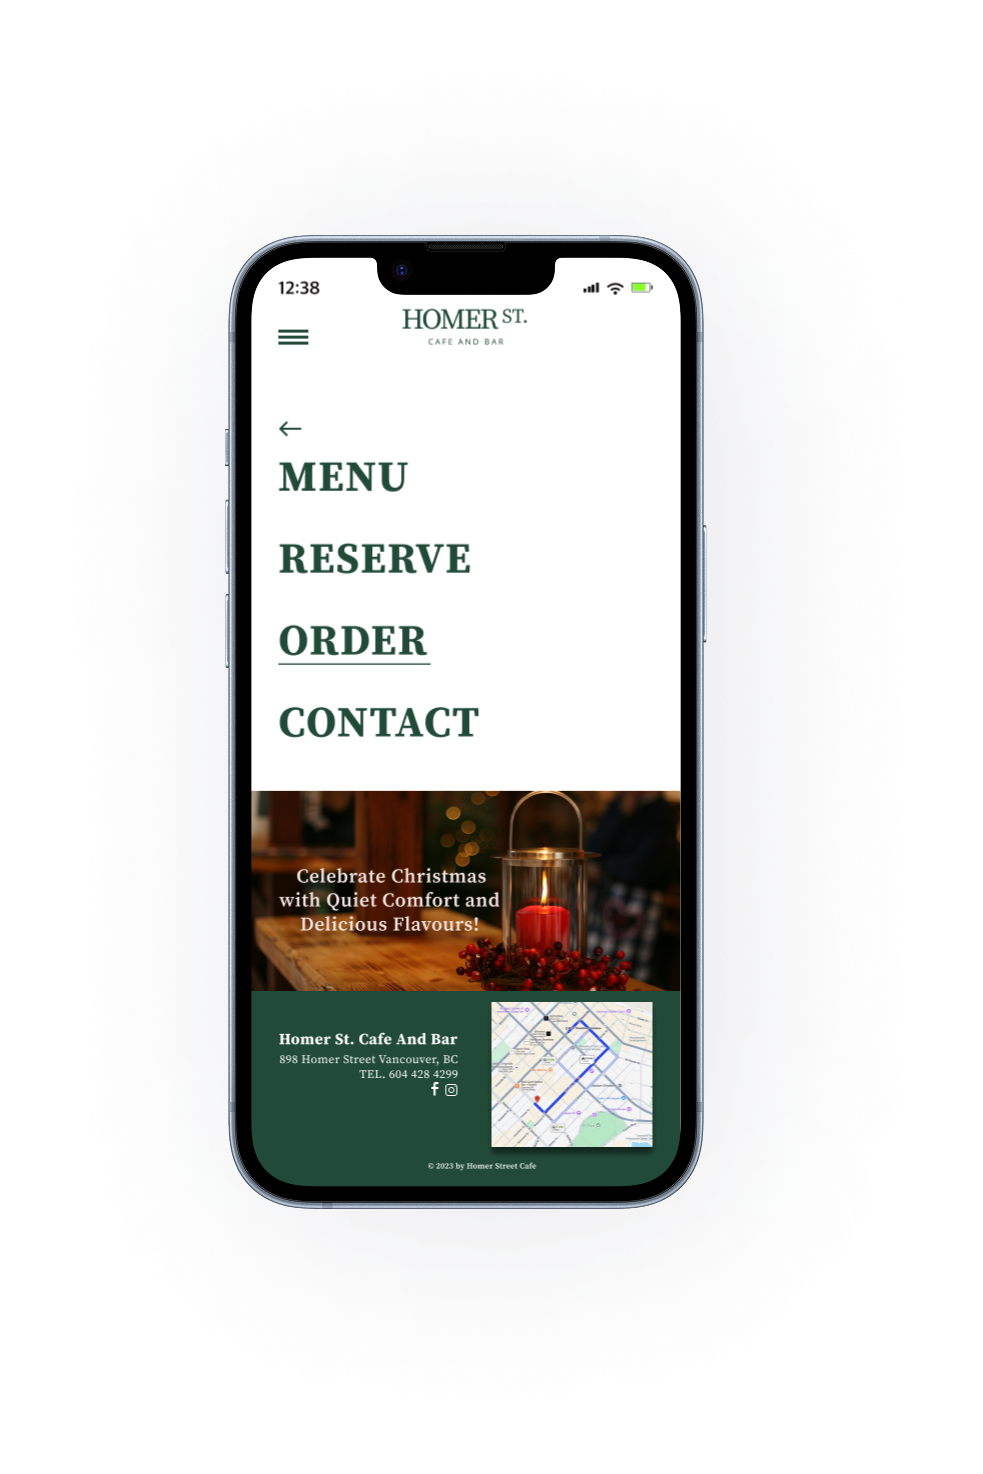 12:38
HOMER ST.
CAFE AND BAR
MENU
RESERVE
ORDER
CONTACT
Celebrate Christmas
with Quiet Comfort and
Delicious Flavours!
Homer St. Cafe And Bar
898 Homer Street Vancouver, BC
TEL. 604 428 4299
© 2023 by Homer Street Cafe